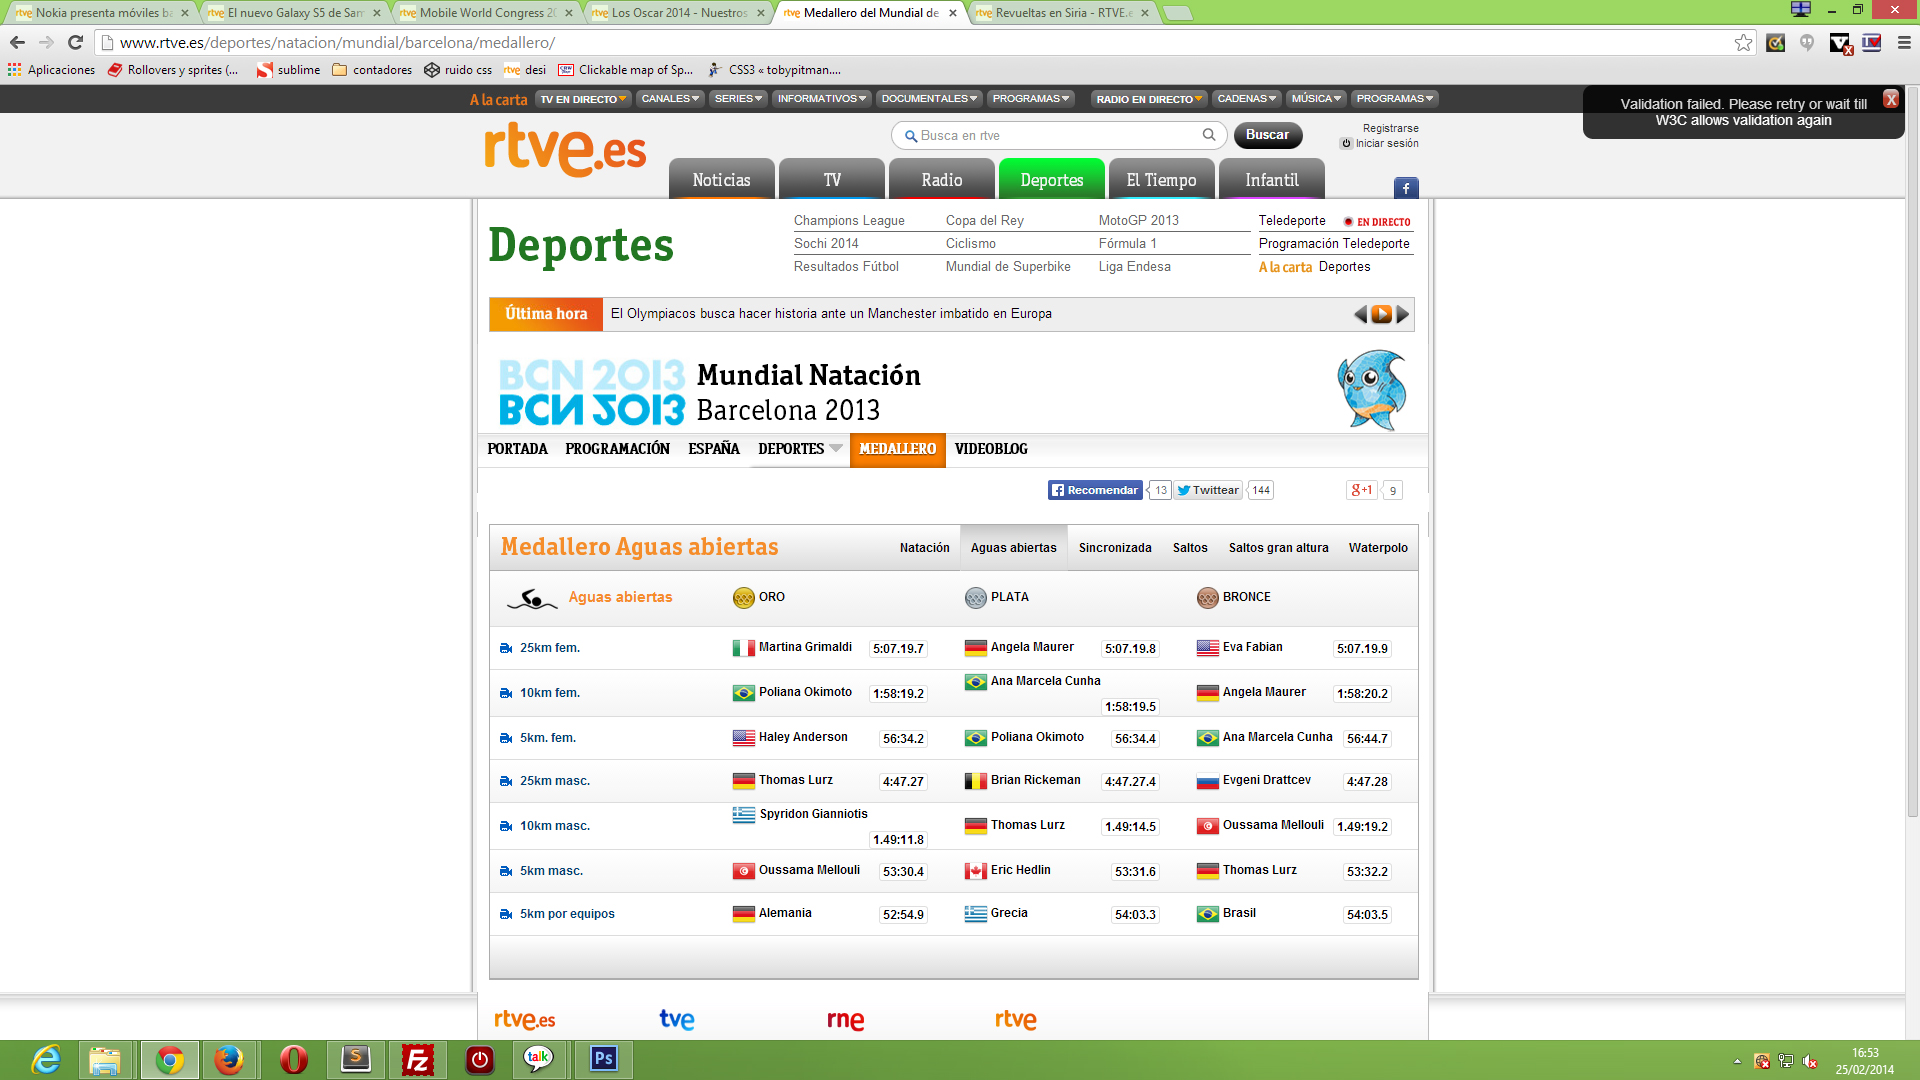 Nokia presenta móviles ba
El nuevo Galaxy S5 de Sam
Mobile World Congress 20
Los Oscar 2014 - Nuestros
Medallero del Mundial de
Revueltas en Siria - RTVE.e
www.rtve.es/deportes/natacion/mundial/barcelona/medallero/
Aplicaciones
Rollovers y sprites (...
sublime
contadores
ruido css
desi
Clickable map of Sp...
CSS3 « tobypitman....
A la carta
TV EN DIRECTO
CANALES
SERIES
INFORMATIVOS
DOCUMENTALES
PROGRAMAS
RADIO EN DIRECTO
CADENAS
MÚSICA
PROGRAMAS
Validation failed. Please retry or wait till
W3C allows validation again
X
rtve.es
Busca en rtve
Buscar
Registrarse
Iniciar sesión
Noticias
TV
Radio
Deportes
El Tiempo
Infantil
f
Deportes
Champions League
Copa del Rey
MotoGP 2013
Teledeporte
EN DIRECTO
Sochi 2014
Ciclismo
Fórmula 1
Programación Teledeporte
Resultados Fútbol
Mundial de Superbike
Liga Endesa
A la carta Deportes
Última hora
El Olympiacos busca hacer historia ante un Manchester imbatido en Europa
BCN 2013
BCN 2013
Mundial Natación
Barcelona 2013
PORTADA
PROGRAMACIÓN
ESPAÑA
DEPORTES
MEDALLERO
VIDEOBLOG
Recomendar
13
Twittear
144
g+1
9
Medallero Aguas abiertas
Natación
Aguas abiertas
Sincronizada
Saltos
Saltos gran altura
Waterpolo
Aguas abiertas
ORO
PLATA
BRONCE
25km fem.
Martina Grimaldi
5:07.19.7
Angela Maurer
5:07.19.8
Eva Fabian
5:07.19.9
10km fem.
Poliana Okimoto
1:58:19.2
Ana Marcela Cunha
1:58:19.5
Angela Maurer
1:58:20.2
5km. fem.
Haley Anderson
56:34.2
Poliana Okimoto
56:34.4
Ana Marcela Cunha
56:44.7
25km masc.
Thomas Lurz
4:47.27
Brian Rickeman
4:47.27.4
Evgeni Drattcev
4:47.28
10km masc.
Spyridon Gianniotis
1.49:11.8
Thomas Lurz
1.49:14.5
Oussama Mellouli
1.49:19.2
5km masc.
Oussama Mellouli
53:30.4
Eric Hedlin
53:31.6
Thomas Lurz
53:32.2
5km por equipos
Alemania
52:54.9
Grecia
54:03.3
Brasil
54:03.5
rtve.es
tve
rne
rtve
S
Fz
talk
Ps
16:53
25/02/2014